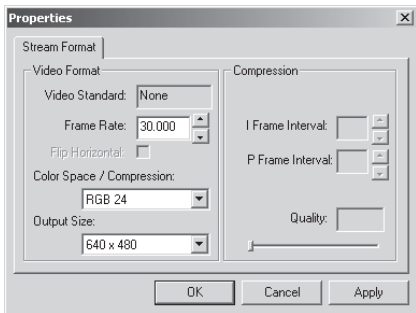 Properties
Stream Format
Video Format
Video Standard: None
Frame Rate: 30.000
Flip Horizontal:
Color Space / Compression:
RGB 24
Output Size:
640 x 480
Compression
I Frame Interval:
P Frame Interval:
Quality:
OK Cancel Apply